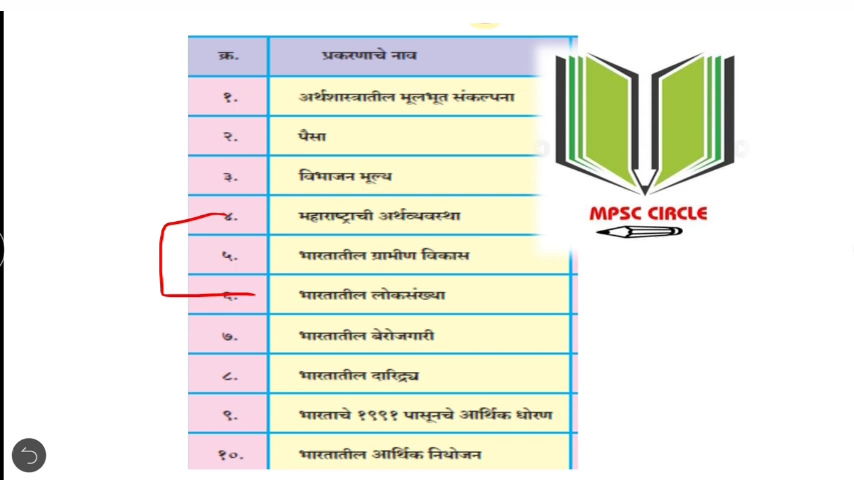 क्र. प्रकरणाचे नाव
१. अर्थशास्त्रातील मूलभूत संकल्पना
२. पैसा
३. विभाजन मूल्य
४. महाराष्ट्राची अर्थव्यवस्था
५. भारतातील ग्रामीण विकास
६. भारतातील लोकसंख्या
७. भारतातील बेरोजगारी
८. भारतातील दारिद्र्य
९. भारताचे १९९१ पासूनचे आर्थिक धोरण
१०. भारतातील आर्थिक नियोजन
MPSC CIRCLE